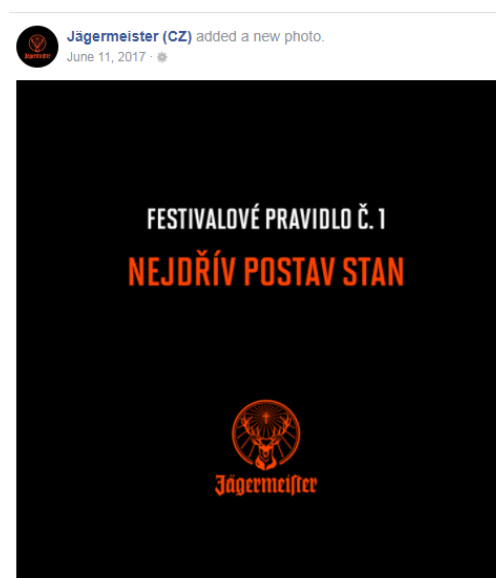 Jägermeister (CZ) added a new photo.
June 11, 2017 ·
FESTIVALOVÉ PRAVIDLO Č. 1
NEJDŘÍV POSTAV STAN
Jägermeister